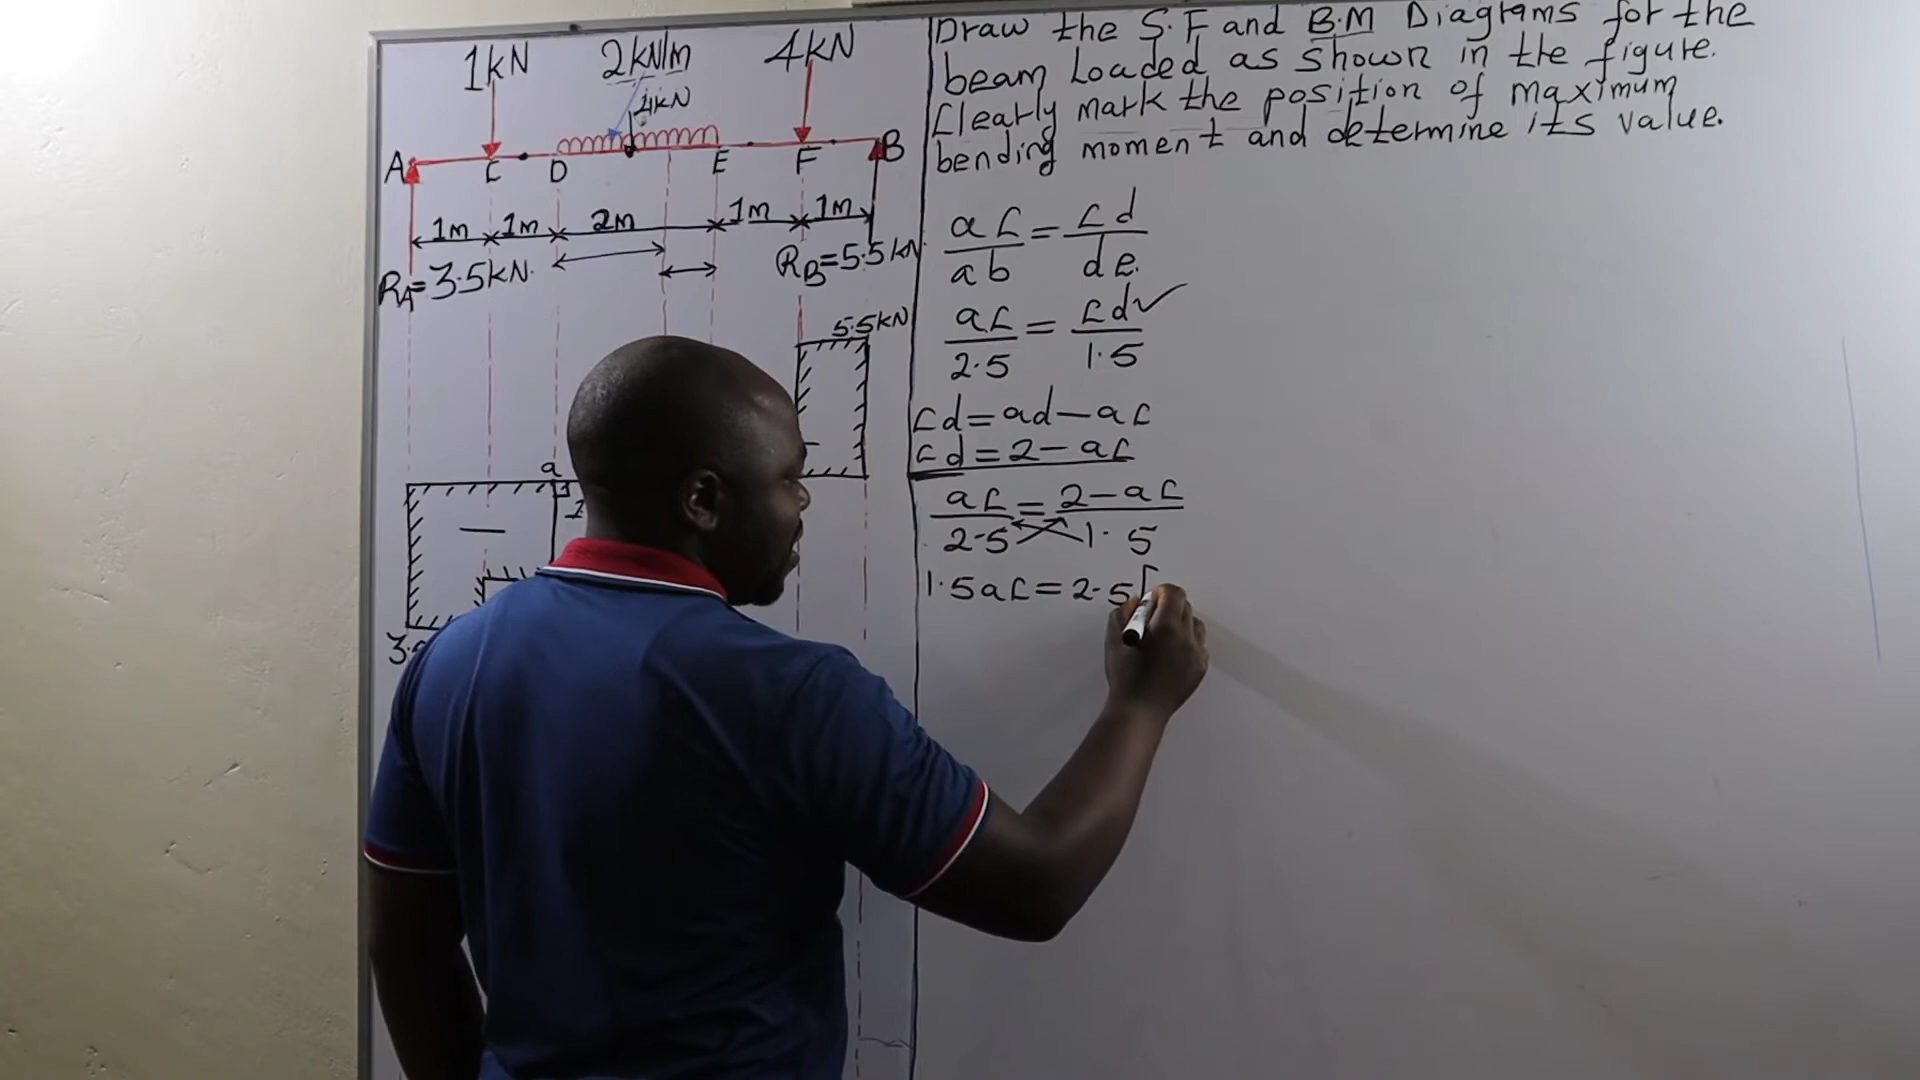 1kN 2kN/m 4kN
4kN
A C D E F B
1m 1m 2m 1m 1m
RA=3.5kN. RB=5.5kN
5.5kN
a
Draw the S.F and B.M Diagrams for the
beam Loaded as shown in the figure.
Clearly mark the position of maximum
bending moment and determine its value.
ac/ab = cd/de.
ac/2.5 = cd/1.5 ✓
cd=ad-ac
cd=2-ac
ac/2.5 = 2-ac/1.5
1.5ac=2.5[